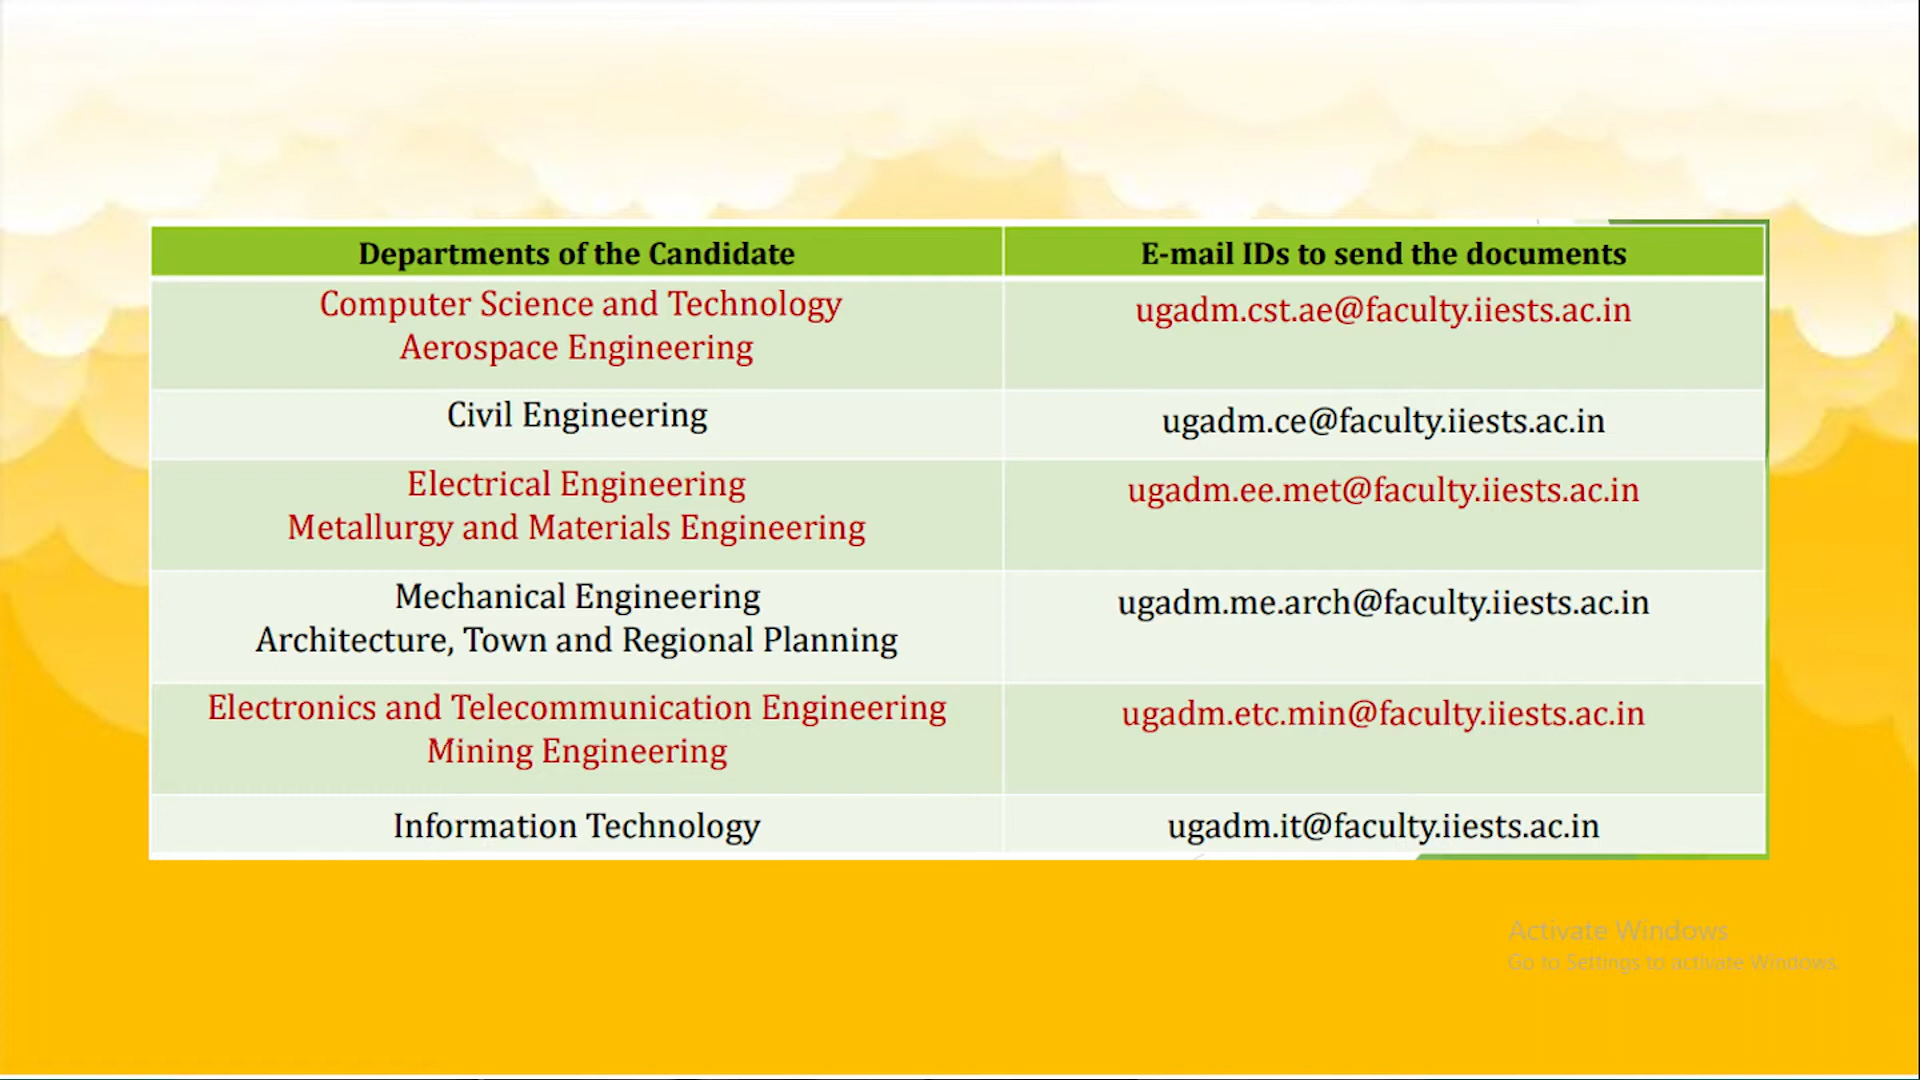 Departments of the Candidate
E-mail IDs to send the documents
Computer Science and Technology
Aerospace Engineering
ugadm.cst.ae@faculty.iiests.ac.in
Civil Engineering
ugadm.ce@faculty.iiests.ac.in
Electrical Engineering
Metallurgy and Materials Engineering
ugadm.ee.met@faculty.iiests.ac.in
Mechanical Engineering
Architecture, Town and Regional Planning
ugadm.me.arch@faculty.iiests.ac.in
Electronics and Telecommunication Engineering
Mining Engineering
ugadm.etc.min@faculty.iiests.ac.in
Information Technology
ugadm.it@faculty.iiests.ac.in
Activate Windows
Go to Settings to activate Windows.